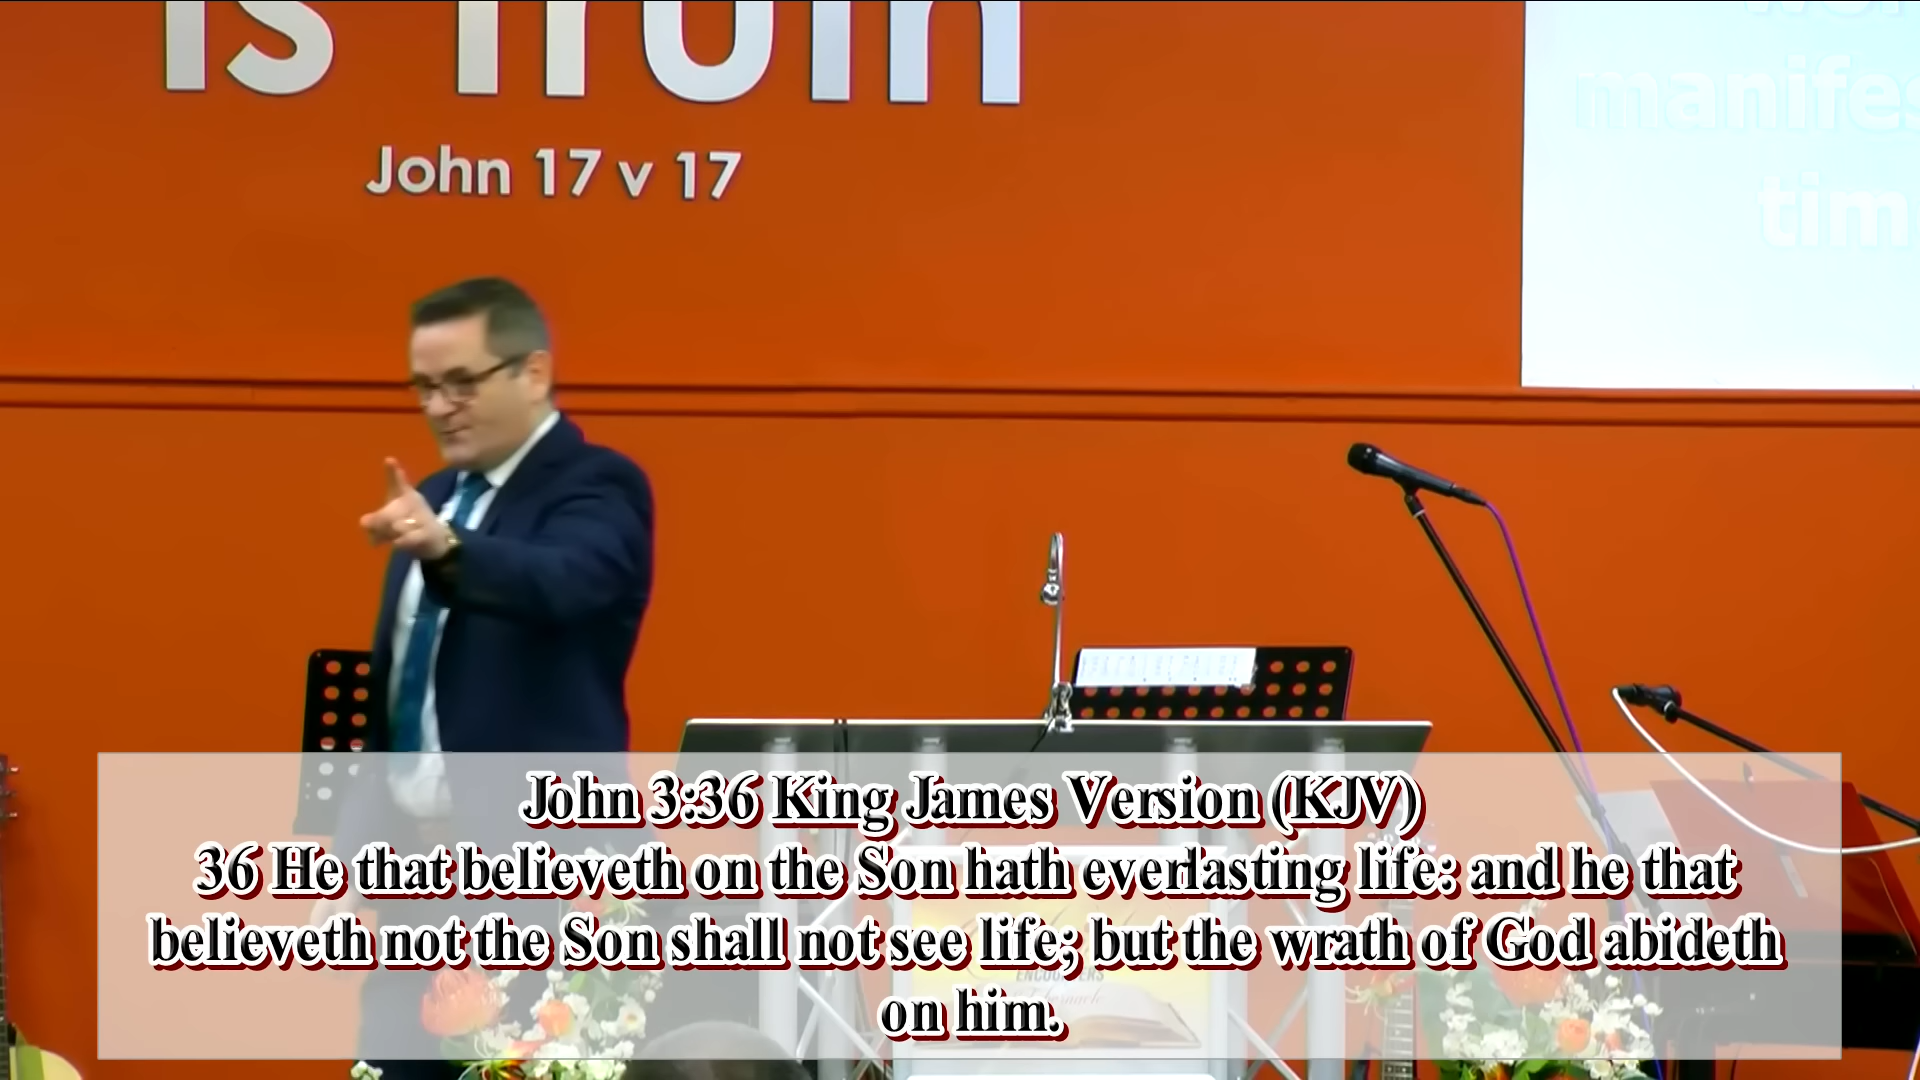 is Truth
John 17 v 17
manifes
tim
John 3:36 King James Version (KJV)
36 He that believeth on the Son hath everlasting life: and he that
believeth not the Son shall not see life; but the wrath of God abideth
on him.
ENCOUNTERS
Tabernacle